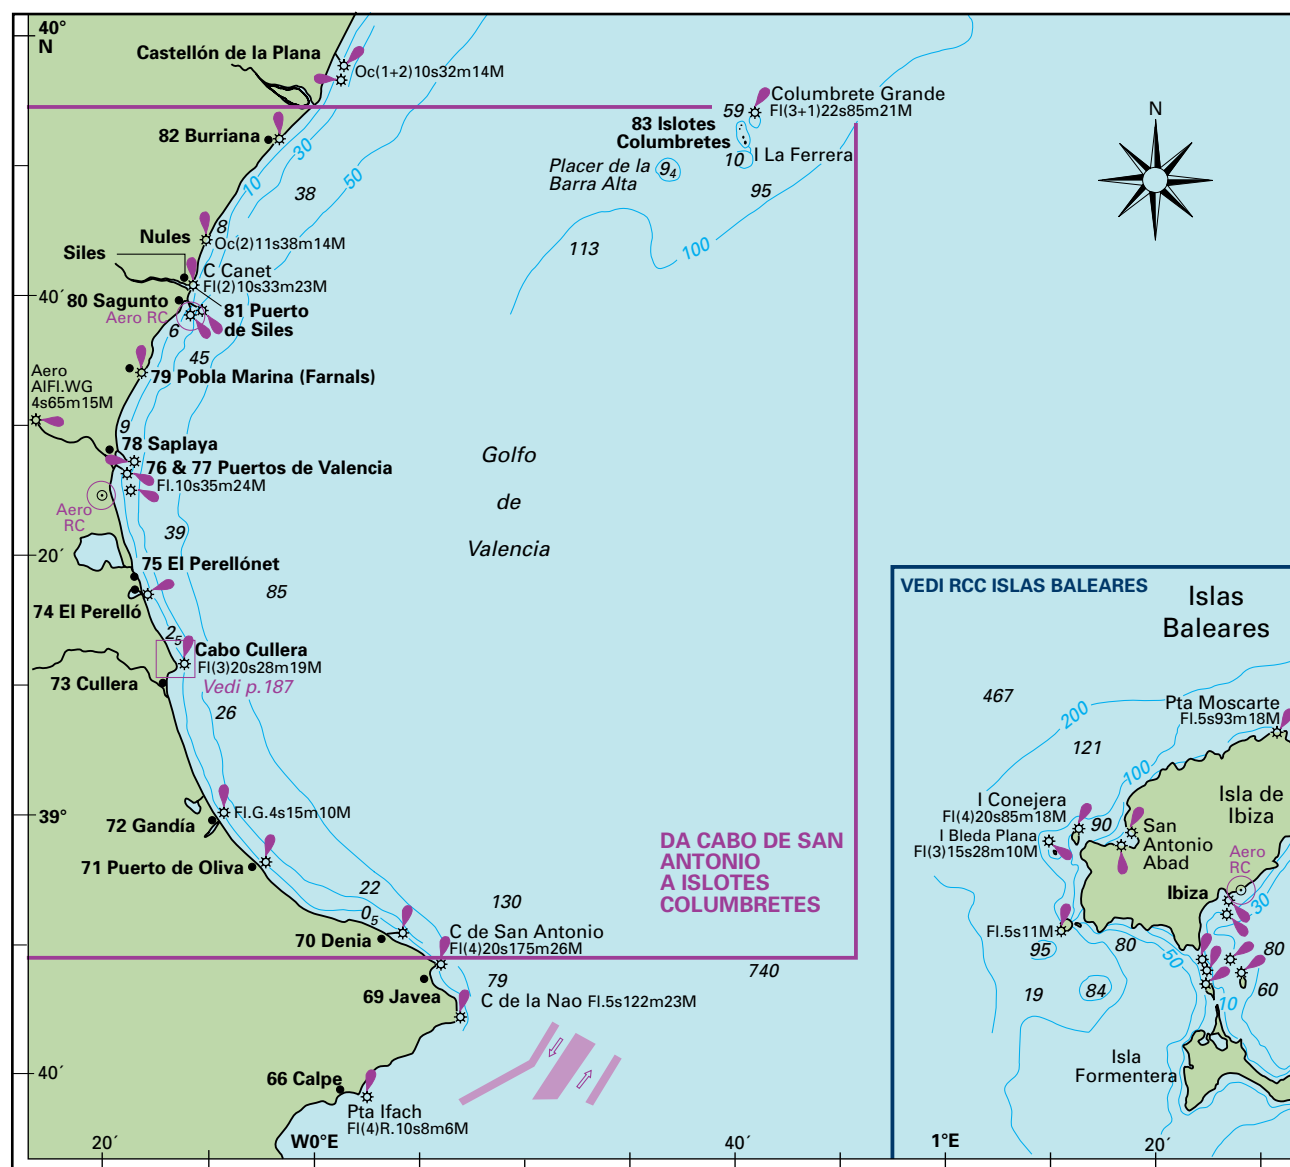 40°
N
Castellón de la Plana
Oc(1+2)10s32m14M
Columbrete Grande
Fl(3+1)22s85m21M
59
83 Islotes
Columbretes
10
I La Ferrera
Placer de la
Barra Alta
9₄
95
N
82 Burriana
30
10
50
38
8
Nules
Oc(2)11s38m14M
113
100
Siles
C Canet
Fl(2)10s33m23M
40´
80 Sagunto
Aero RC
81 Puerto
de Siles
6
45
Aero
AlFl.WG
4s65m15M
79 Pobla Marina (Farnals)
9
78 Saplaya
76 & 77 Puertos de Valencia
Fl.10s35m24M
Aero
RC
39
Golfo
de
Valencia
20´
75 El Perellónet
74 El Perelló
85
2₅
Cabo Cullera
Fl(3)20s28m19M
Vedi p.187
73 Cullera
26
39°
Fl.G.4s15m10M
72 Gandía
71 Puerto de Oliva
22
0₅
130
70 Denia
C de San Antonio
Fl(4)20s175m26M
DA CABO DE SAN
ANTONIO
A ISLOTES
COLUMBRETES
79
740
69 Javea
C de la Nao Fl.5s122m23M
40´
66 Calpe
Pta Ifach
Fl(4)R.10s8m6M
VEDI RCC ISLAS BALEARES
Islas
Baleares
467
200
Pta Moscarte
Fl.5s93m18M
121
100
I Conejera
Fl(4)20s85m18M
90
I Bleda Plana
Fl(3)15s28m10M
San
Antonio
Abad
Isla de
Ibiza
Aero
RC
Ibiza
30
Fl.5s11M
95
80
50
80
19
84
60
10
Isla
Formentera
20´
W0°E
40´
1°E
20´